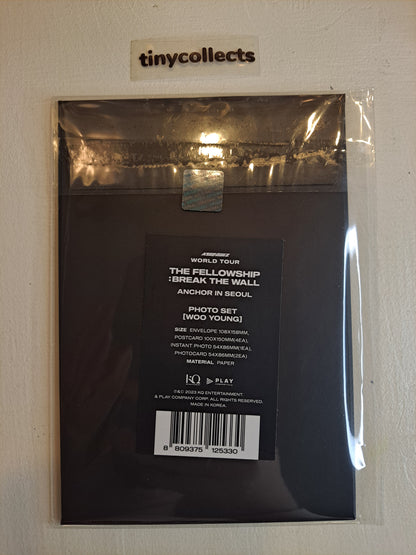 tinycollects
ATEEZ
WORLD TOUR
THE FELLOWSHIP
:BREAK THE WALL
ANCHOR IN SEOUL
PHOTO SET
[WOO YOUNG]
SIZE ENVELOPE 108X158MM,
POSTCARD 100X150MM(4EA),
INSTANT PHOTO 54X86MM(1EA),
PHOTOCARD 54X86MM(2EA)
MATERIAL PAPER
KQ PLAY
℗&© 2023 KQ ENTERTAINMENT
& PLAY COMPANY CORP. ALL RIGHTS RESERVED.
MADE IN KOREA.
8 809375 125330